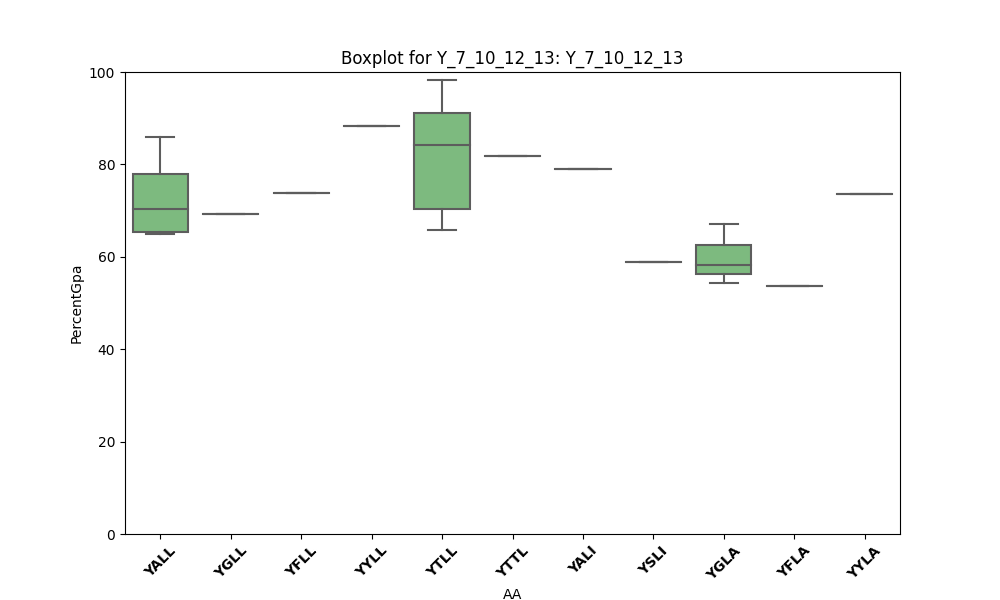 Boxplot for Y_7_10_12_13: Y_7_10_12_13
100
80
60
40
20
0
PercentGpa
YALL YGLL YFLL YYLL YTLL YTTL YALI YSLI YGLA YFLA YYLA
AA